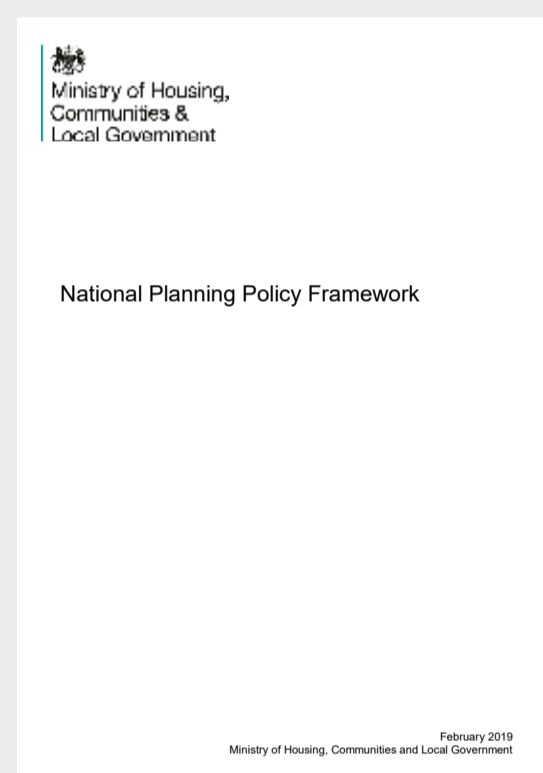 Ministry of Housing,
Communities &
Local Government
National Planning Policy Framework
February 2019
Ministry of Housing, Communities and Local Government